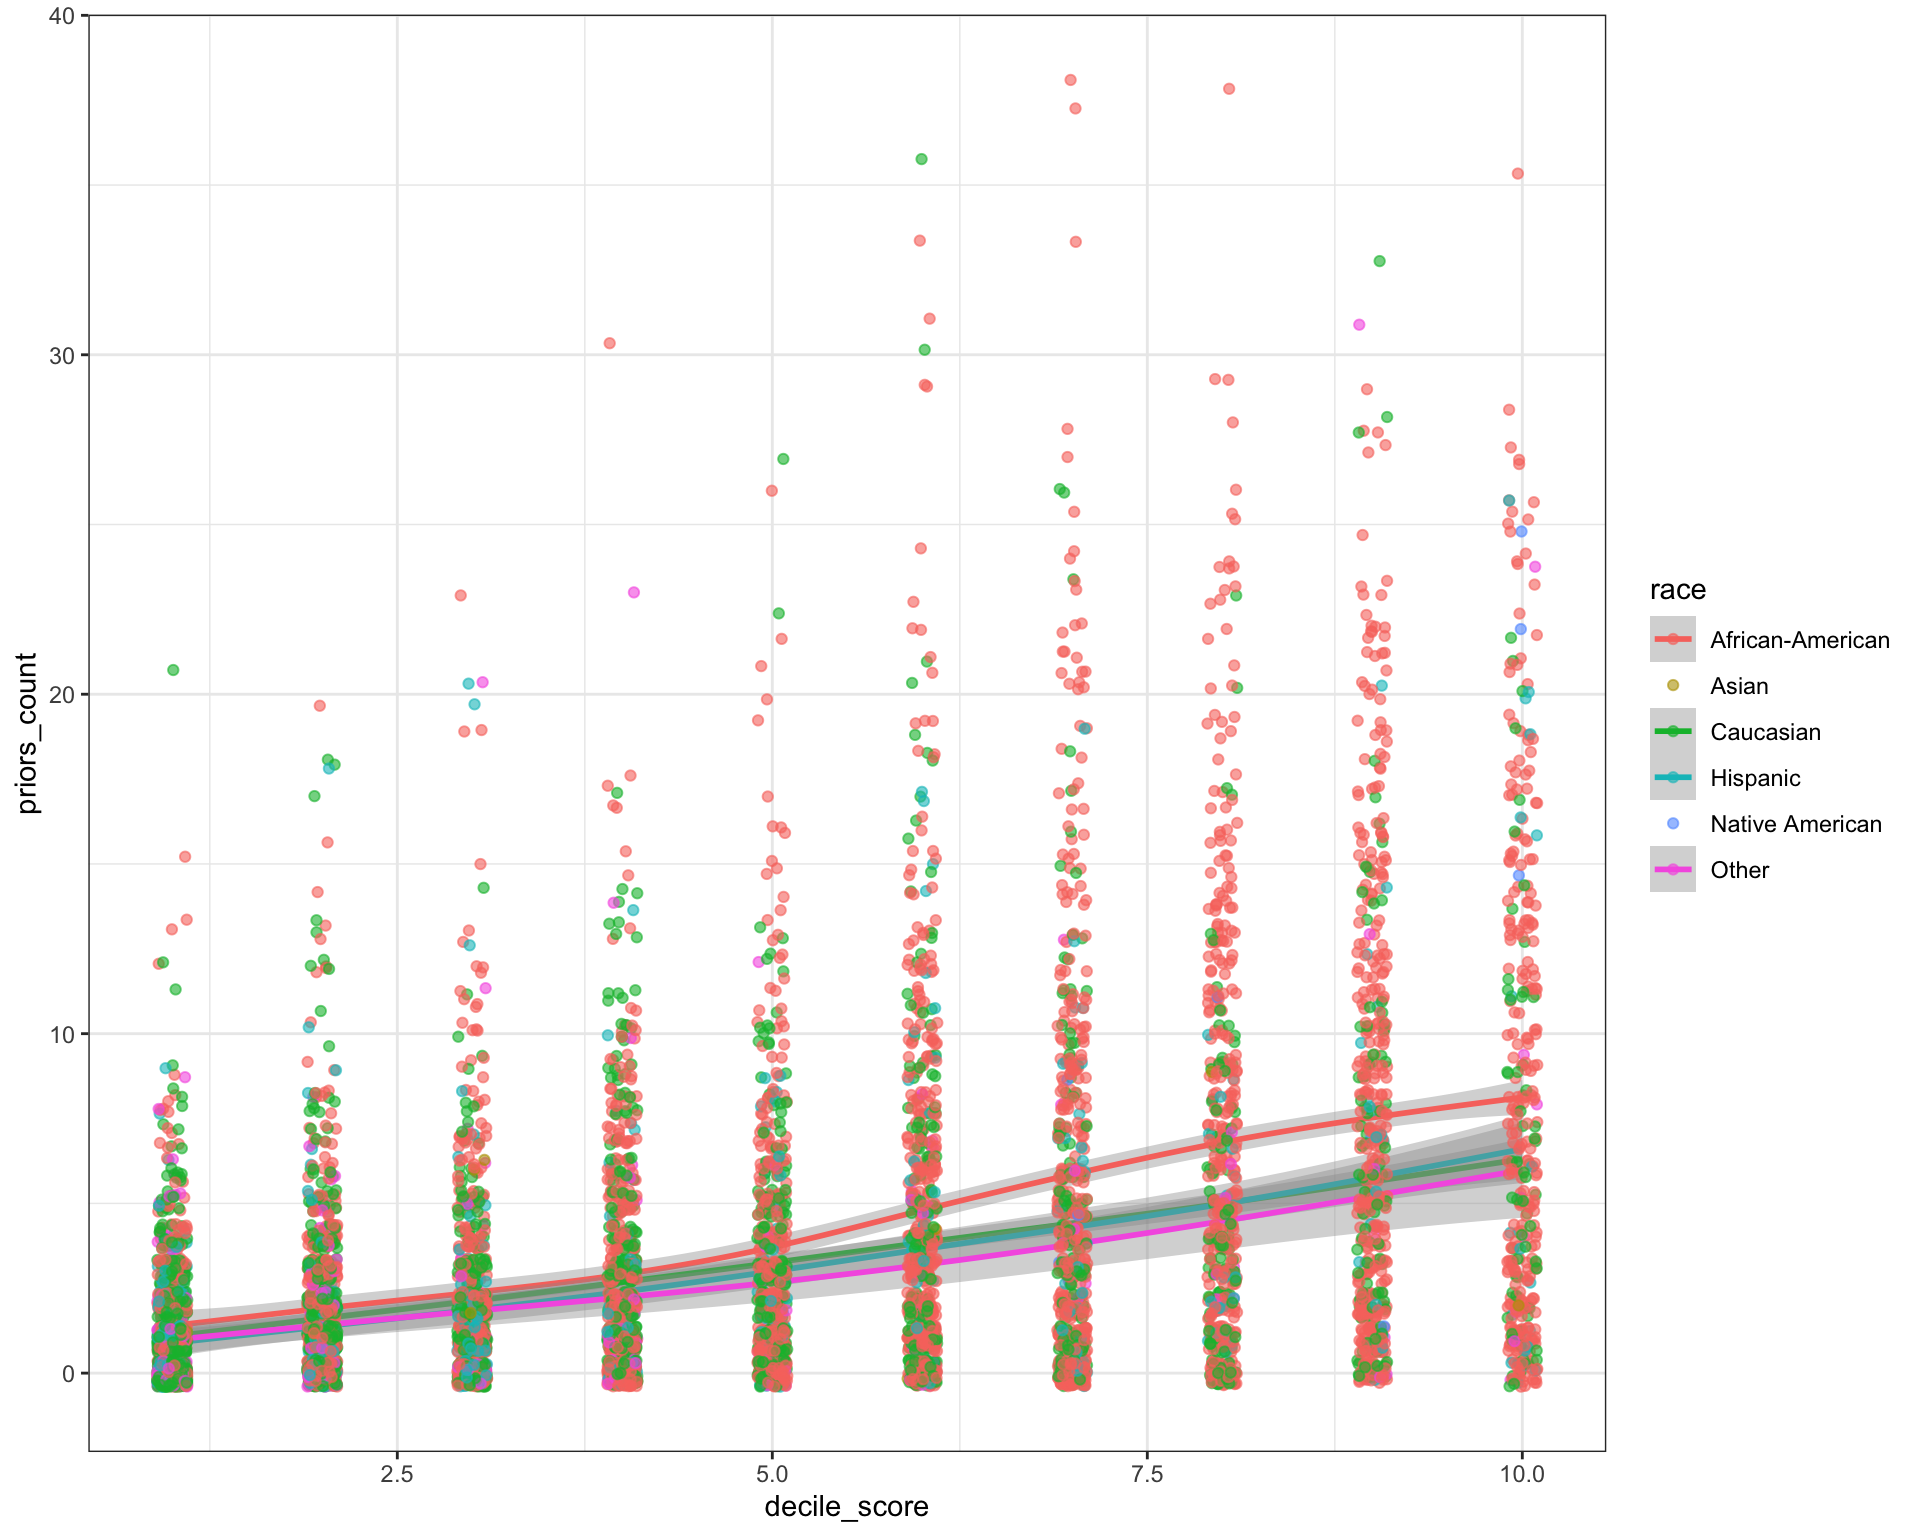 40
30
20
10
0
priors_count
2.5
5.0
7.5
10.0
decile_score
race
African-American
Asian
Caucasian
Hispanic
Native American
Other